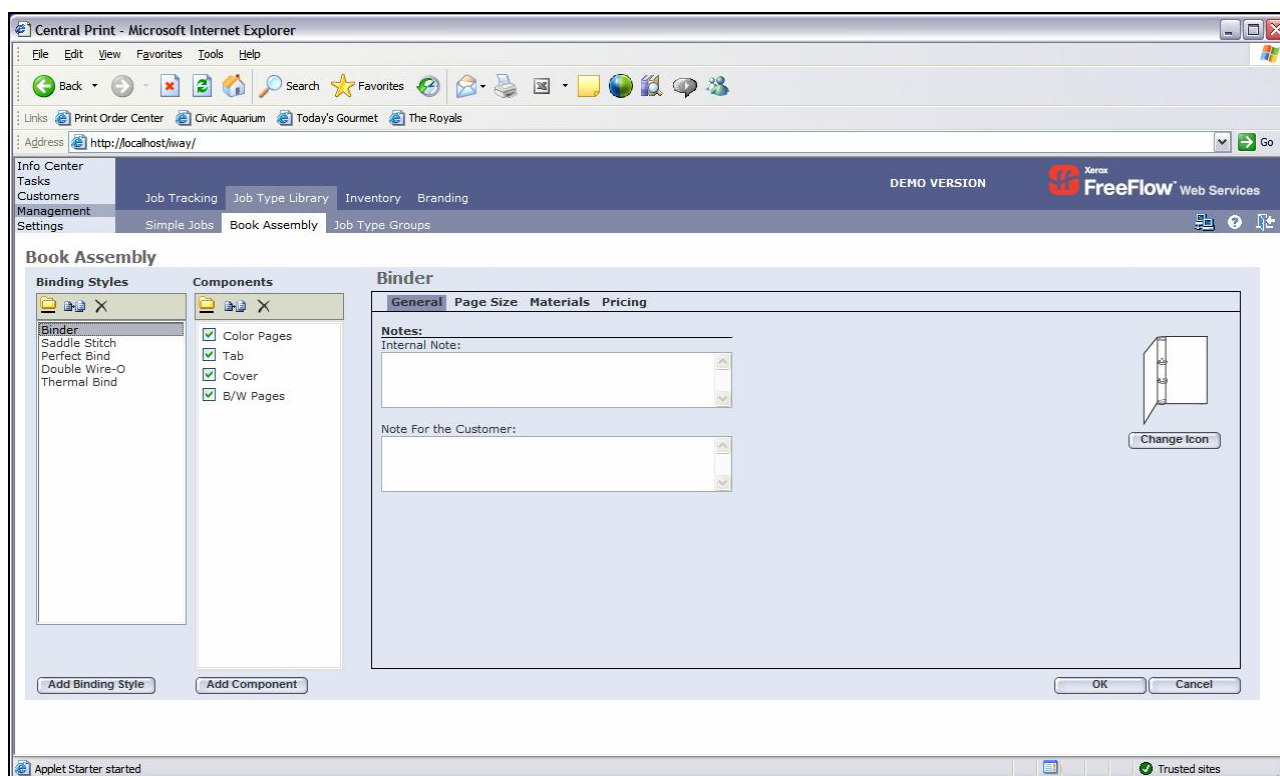 Central Print - Microsoft Internet Explorer
File Edit View Favorites Tools Help
Back Search Favorites
Links Print Order Center Civic Aquarium Today's Gourmet The Royals
Address http://localhost/iway/ Go
Info Center
Tasks
Customers
Management
Settings
Job Tracking Job Type Library Inventory Branding
DEMO VERSION
Xerox
FreeFlow™ Web Services
Simple Jobs Book Assembly Job Type Groups
Book Assembly
Binding Styles
Binder
Saddle Stitch
Perfect Bind
Double Wire-O
Thermal Bind
Add Binding Style
Components
Color Pages
Tab
Cover
B/W Pages
Add Component
Binder
General Page Size Materials Pricing
Notes:
Internal Note:
Note For the Customer:
Change Icon
OK Cancel
Applet Starter started Trusted sites